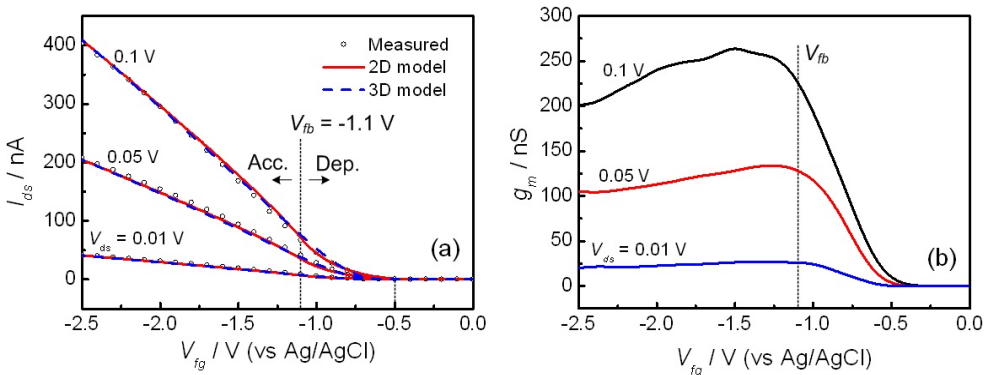 400
300
200
100
0
I_ds / nA
0.1 V
0.05 V
V_ds = 0.01 V
Measured
2D model
3D model
V_fb = -1.1 V
Acc.
Dep.
(a)
-2.5 -2.0 -1.5 -1.0 -0.5 0.0
V_fg / V (vs Ag/AgCl)
300
250
200
150
100
50
0
g_m / nS
V_fb
0.1 V
0.05 V
V_ds = 0.01 V
(b)
-2.5 -2.0 -1.5 -1.0 -0.5 0.0
V_fg / V (vs Ag/AgCl)